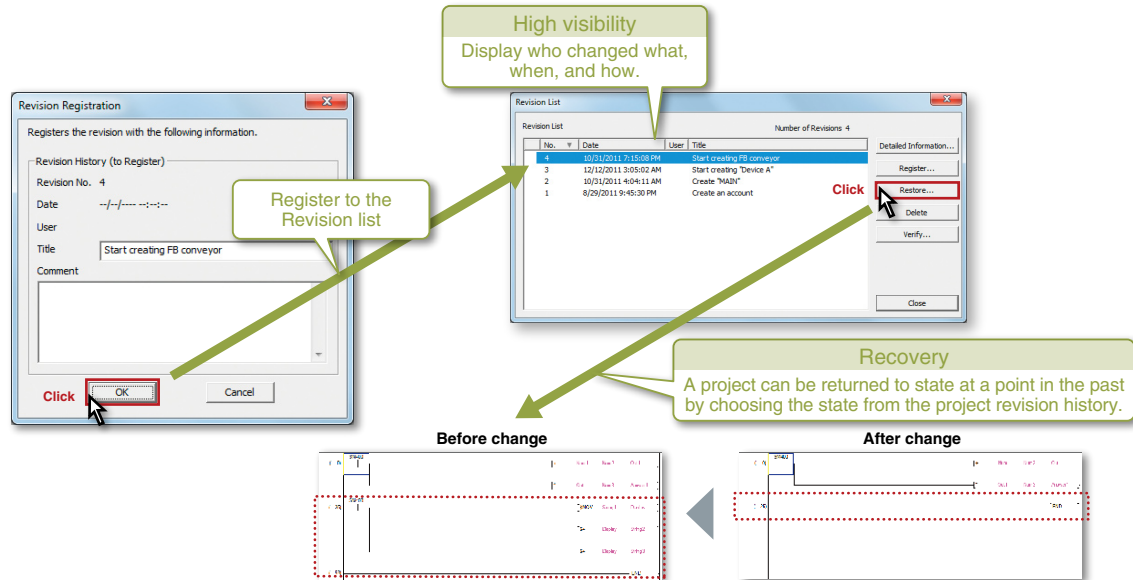 High visibility
Display who changed what,
when, and how.
Revision Registration
Registers the revision with the following information.
Revision History (to Register)
Revision No. 4
Date --/--/---- --:--:--
User
Title Start creating FB conveyor
Comment
Click
OK
Cancel
Register to the
Revision list
Revision List
Revision List
Number of Revisions 4
No. Date User Title
4 10/31/2011 7:15:08 PM Start creating FB conveyor
3 12/12/2011 3:05:02 AM Start creating "Device A"
2 10/31/2011 4:04:11 AM Create "MAIN"
1 8/29/2011 9:45:30 PM Create an account
Detailed Information...
Register...
Click
Restore...
Delete
Verify...
Close
Recovery
A project can be returned to state at a point in the past
by choosing the state from the project revision history.
Before change
After change
END